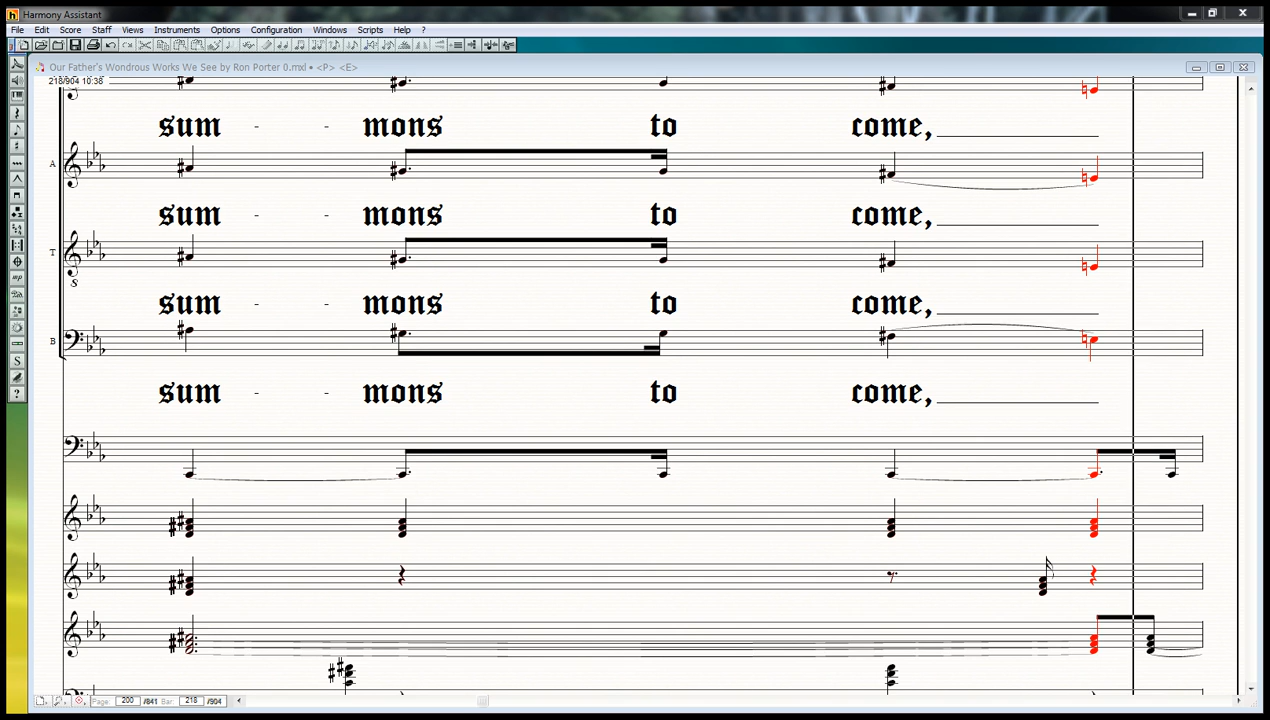 Harmony Assistant
File Edit Score Staff Views Instruments Options Configuration Windows Scripts Help ?
Our Father's Wondrous Works We See by Ron Porter 0.mxl • <P> <E>
218/904 10:38
sum - - mons to come,
A
sum - - mons to come,
T
8
sum - - mons to come,
B
sum - - mons to come,
Page: 200 /841 Bar: 218 /904